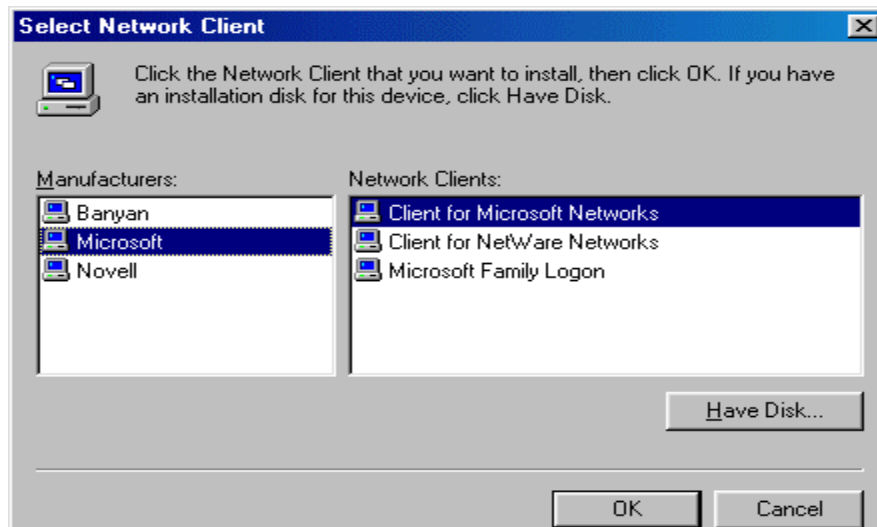 Select Network Client
Click the Network Client that you want to install, then click OK. If you have
an installation disk for this device, click Have Disk.
Manufacturers:
Banyan
Microsoft
Novell
Network Clients:
Client for Microsoft Networks
Client for NetWare Networks
Microsoft Family Logon
Have Disk...
OK
Cancel